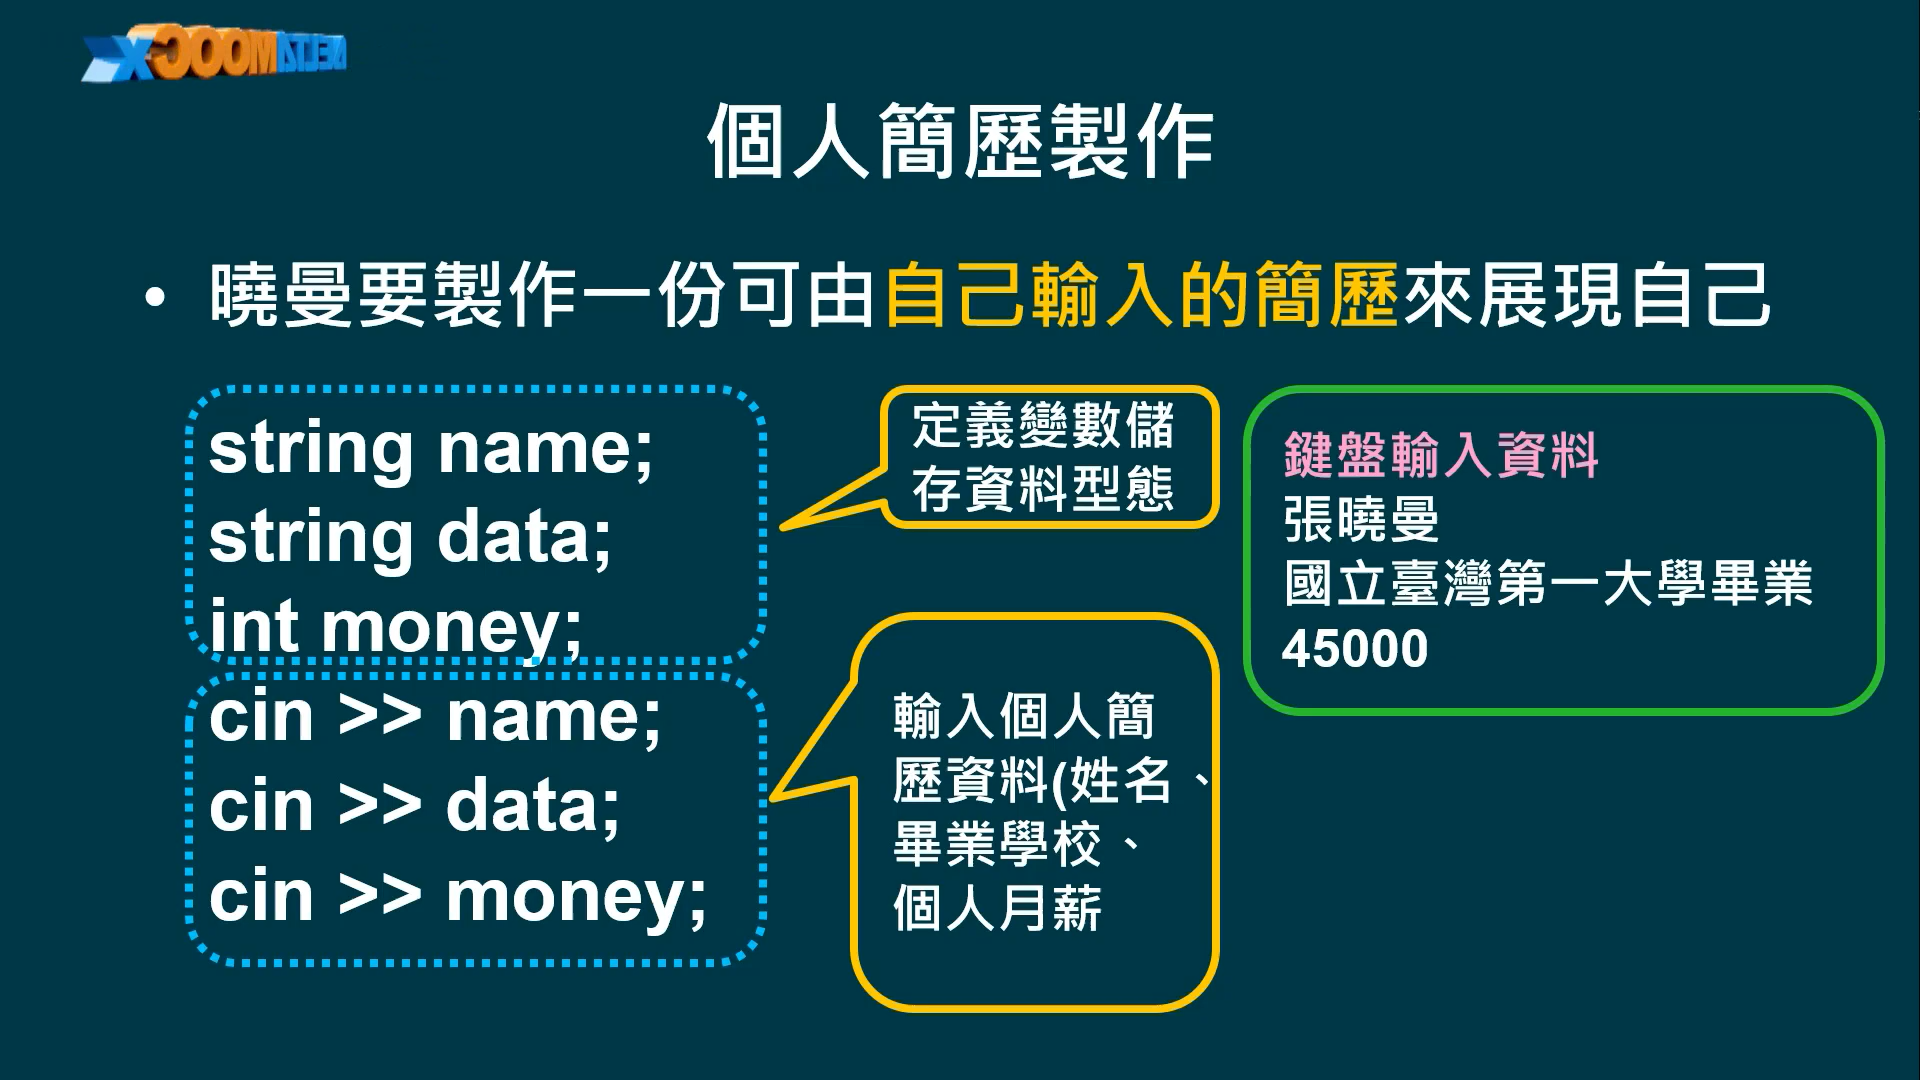 DELTAMOOCX
個人簡歷製作
• 曉曼要製作一份可由自己輸入的簡歷來展現自己
string name;
string data;
int money;
cin >> name;
cin >> data;
cin >> money;
定義變數儲
存資料型態
輸入個人簡
歷資料(姓名、
畢業學校、
個人月薪
鍵盤輸入資料
張曉曼
國立臺灣第一大學畢業
45000